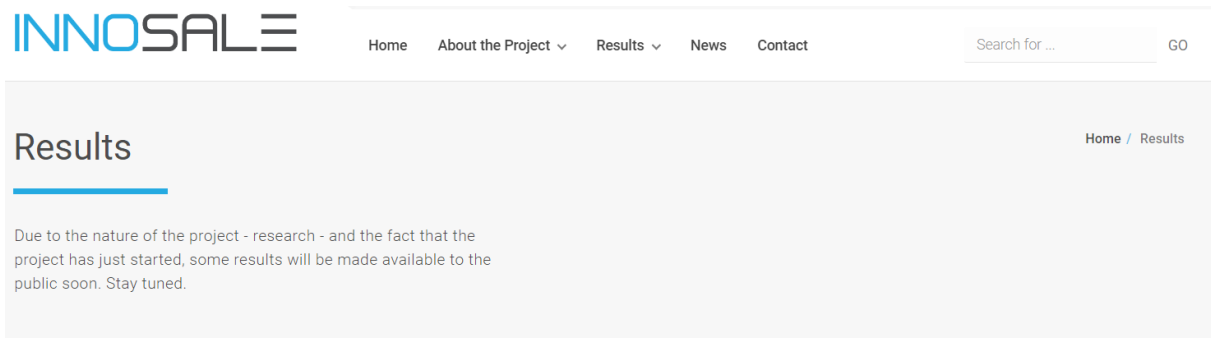 INNOSALE
Home About the Project Results News Contact
Search for ... GO
Results
Home / Results
Due to the nature of the project - research - and the fact that the
project has just started, some results will be made available to the
public soon. Stay tuned.